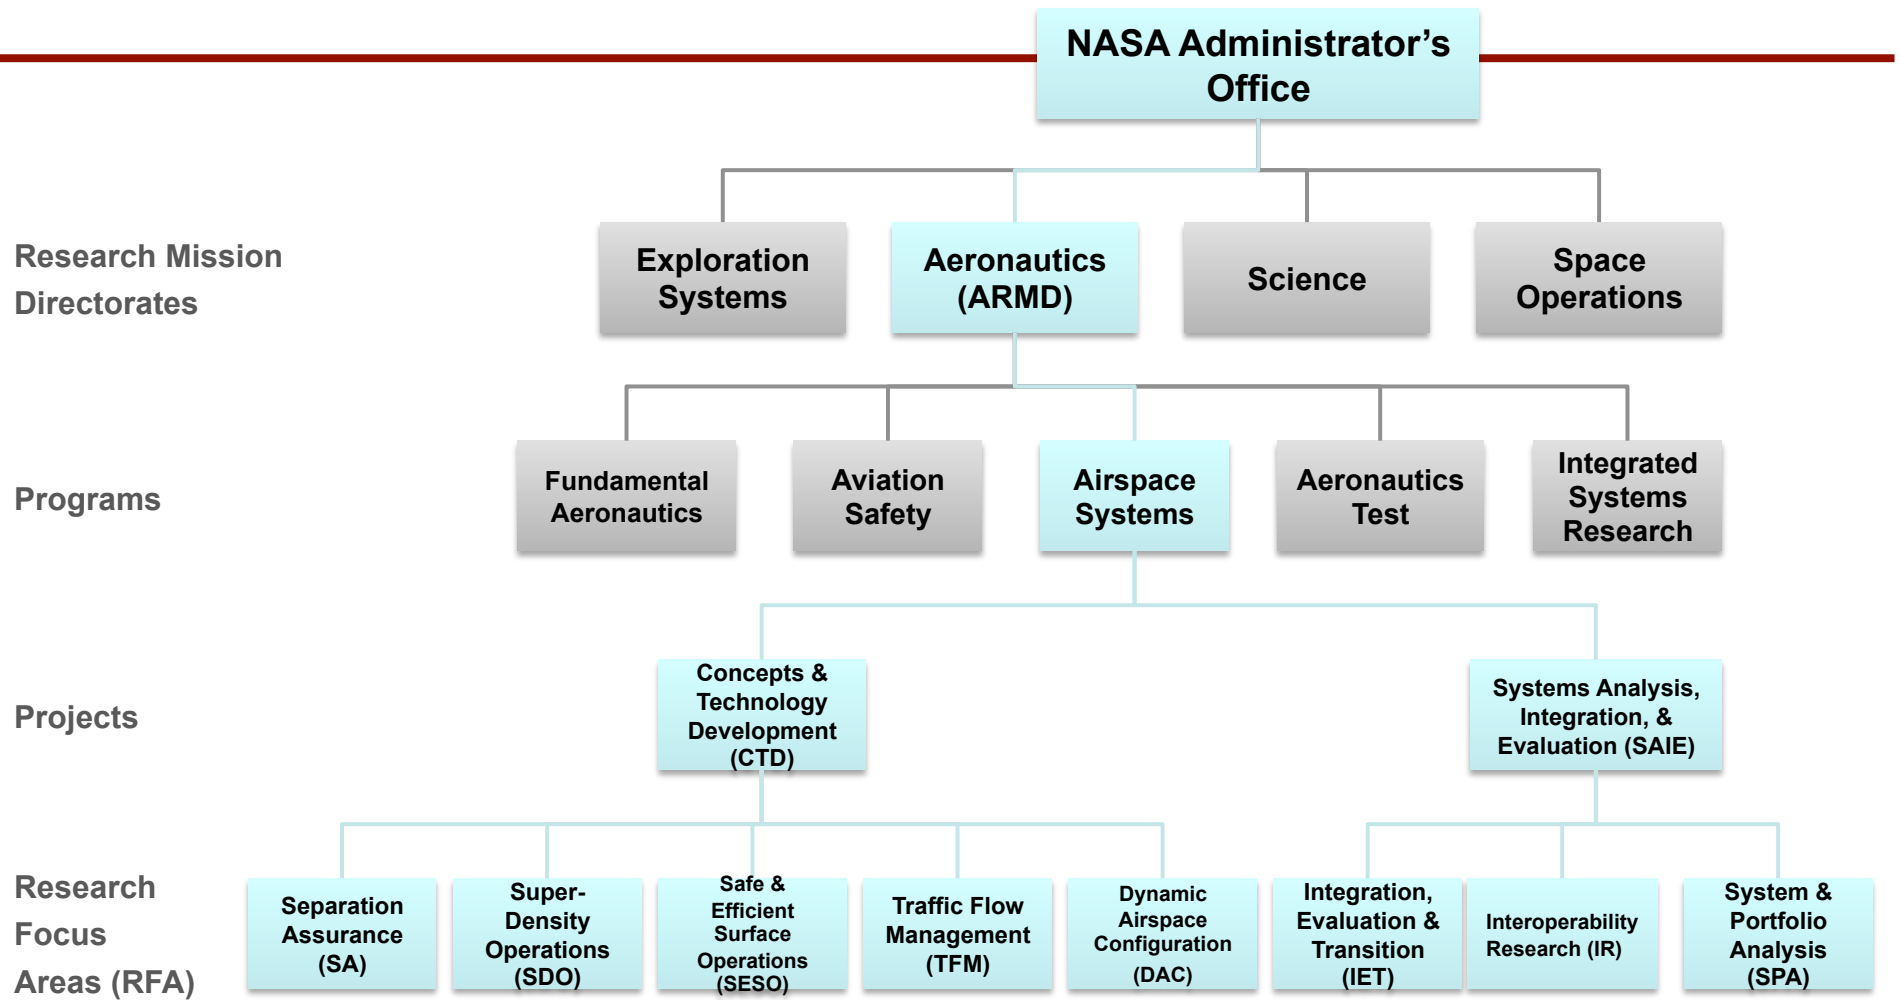 NASA Administrator’s
Office
Research Mission
Directorates
Exploration
Systems
Aeronautics
(ARMD)
Science
Space
Operations
Programs
Fundamental
Aeronautics
Aviation
Safety
Airspace
Systems
Aeronautics
Test
Integrated
Systems
Research
Projects
Concepts &
Technology
Development
(CTD)
Systems Analysis,
Integration, &
Evaluation (SAIE)
Research
Focus
Areas (RFA)
Separation
Assurance
(SA)
Super-
Density
Operations
(SDO)
Safe &
Efficient
Surface
Operations
(SESO)
Traffic Flow
Management
(TFM)
Dynamic
Airspace
Configuration
(DAC)
Integration,
Evaluation &
Transition
(IET)
Interoperability
Research (IR)
System &
Portfolio
Analysis
(SPA)